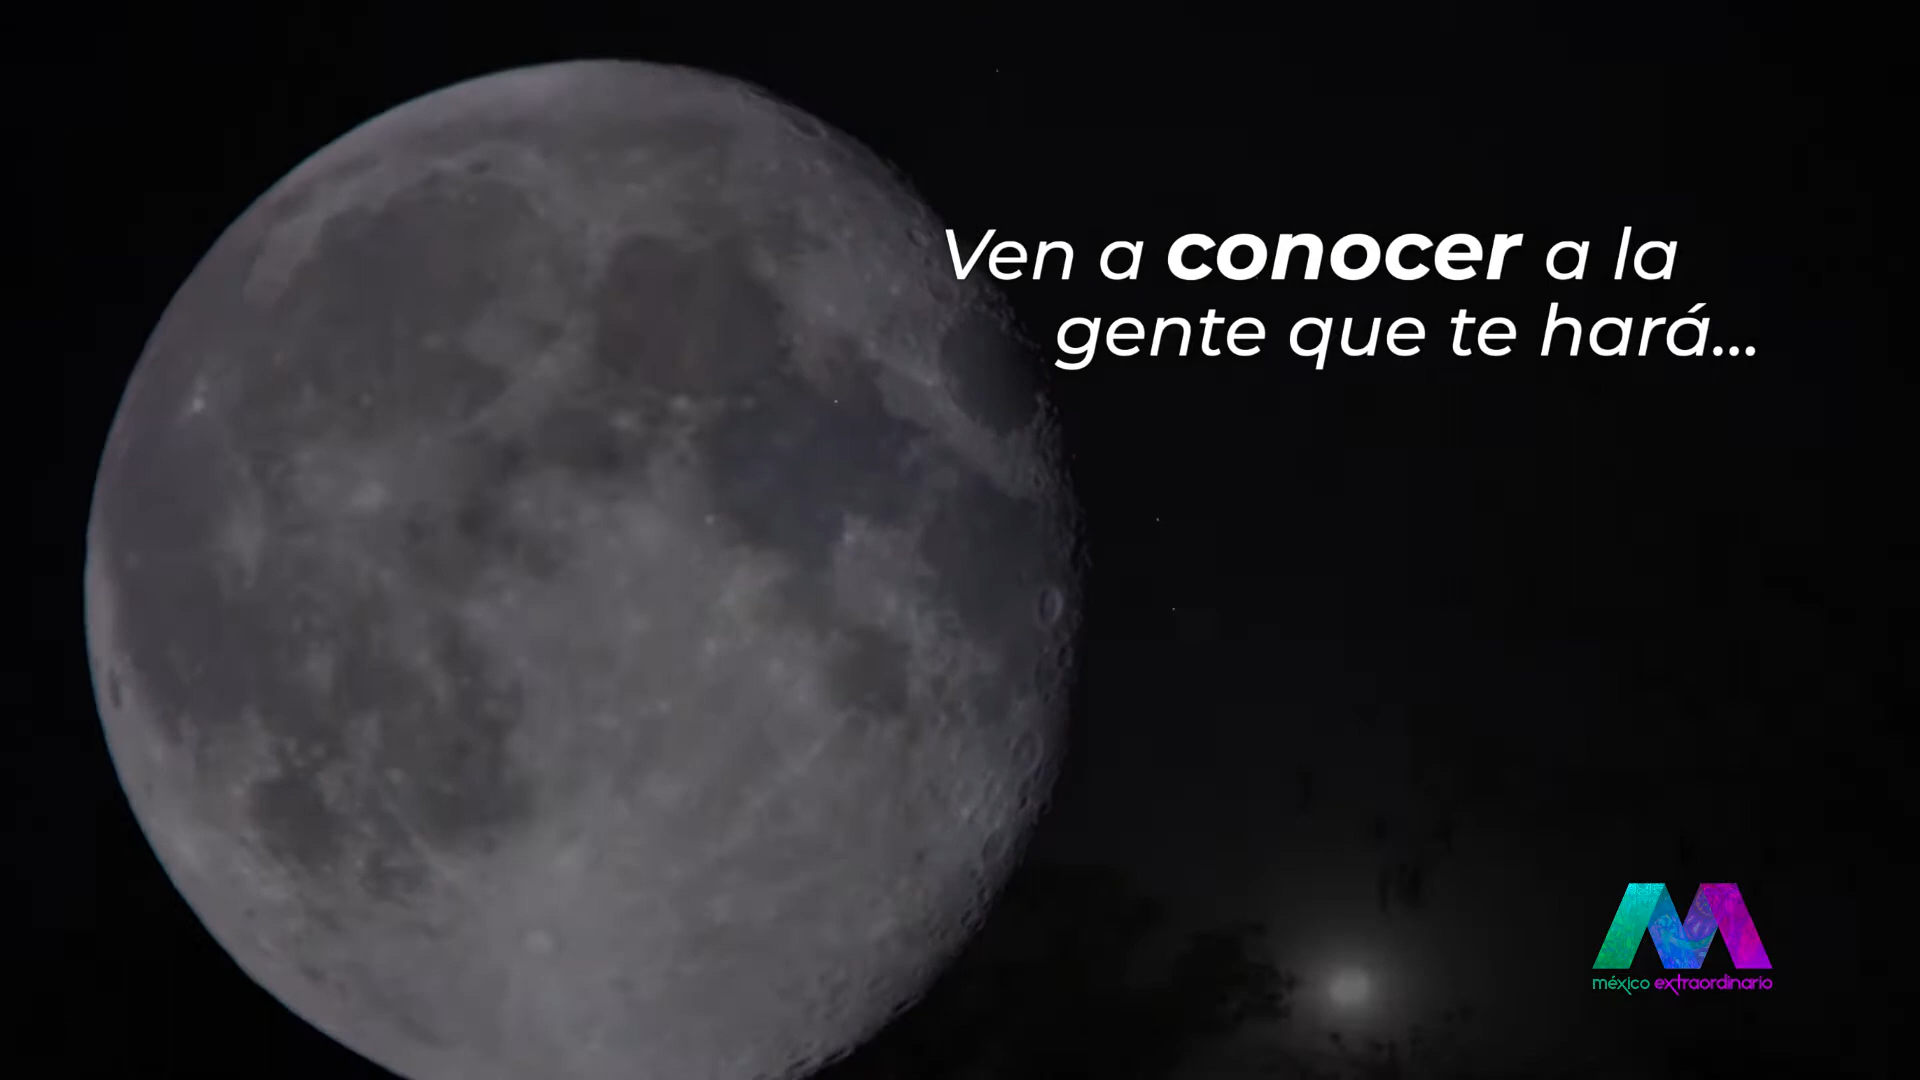 Ven a conocer a la
gente que te hará...
méxico extraordinario